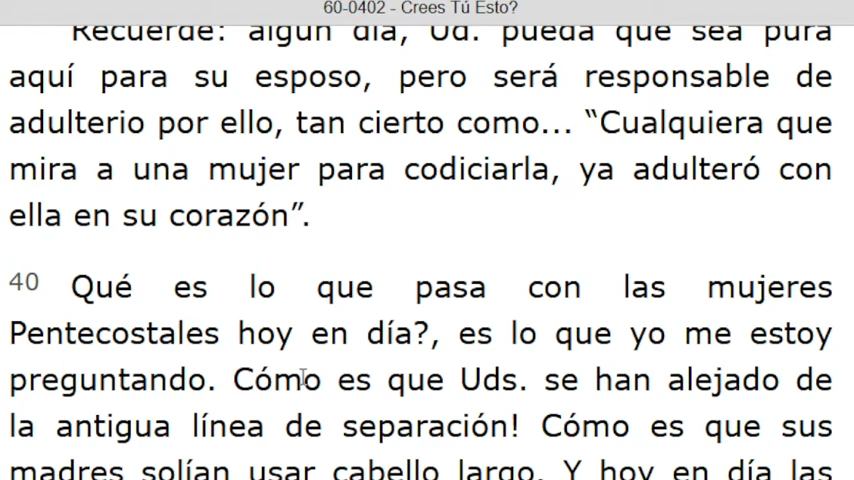 60-0402 - Crees Tú Esto?
Recuerde: algún día, Ud. pueda que sea pura
aquí para su esposo, pero será responsable de
adulterio por ello, tan cierto como... “Cualquiera que
mira a una mujer para codiciarla, ya adulteró con
ella en su corazón”.
40 Qué es lo que pasa con las mujeres
Pentecostales hoy en día?, es lo que yo me estoy
preguntando. Cómo es que Uds. se han alejado de
la antigua línea de separación! Cómo es que sus
madres solían usar cabello largo. Y hoy en día las